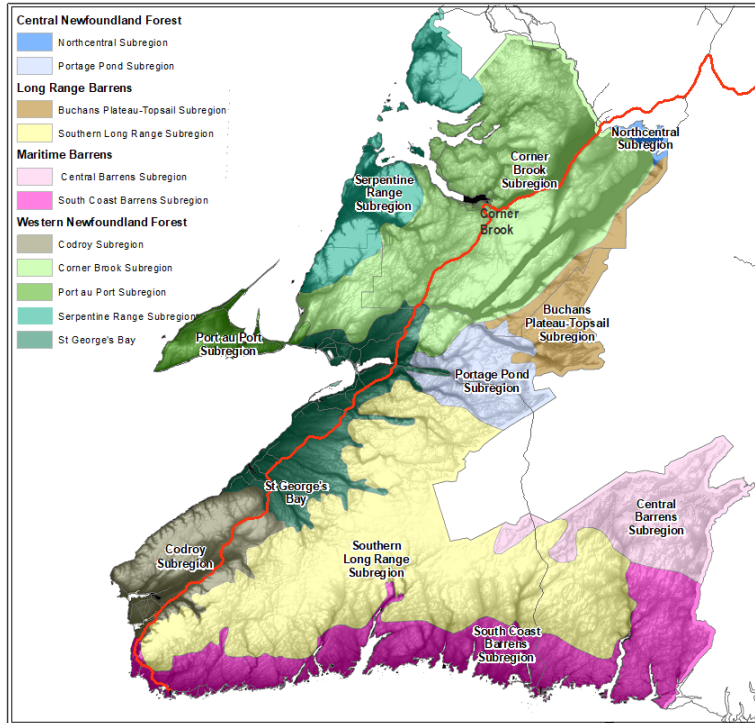 Central Newfoundland Forest
Northcentral Subregion
Portage Pond Subregion
Long Range Barrens
Buchans Plateau-Topsail Subregion
Southern Long Range Subregion
Maritime Barrens
Central Barrens Subregion
South Coast Barrens Subregion
Western Newfoundland Forest
Codroy Subregion
Corner Brook Subregion
Port au Port Subregion
Serpentine Range Subregion
St George's Bay
Northcentral
Subregion
Corner
Brook
Subregion
Serpentine
Range
Subregion
Corner
Brook
Buchans
Plateau-Topsail
Subregion
Port au Port
Subregion
Portage Pond
Subregion
St George's
Bay
Central
Barrens
Subregion
Codroy
Subregion
Southern
Long Range
Subregion
South Coast
Barrens
Subregion